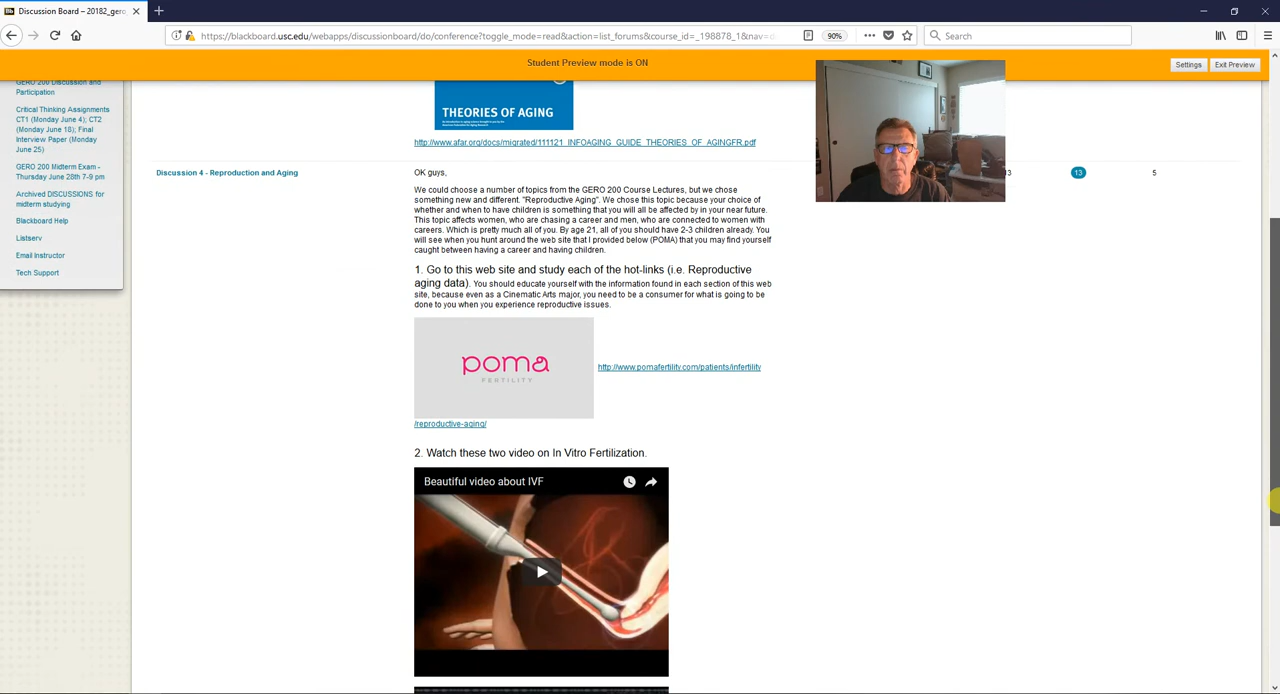 Discussion Board – 20182_gero
https://blackboard.usc.edu/webapps/discussionboard/do/conference?toggle_mode=read&action=list_forums&course_id=_198878_1&nav=d
90%
Search
Student Preview mode is ON
Settings
Exit Preview
GERO 200 Discussion and
Participation
Critical Thinking Assignments
CT1 (Monday June 4); CT2
(Monday June 18); Final
Interview Paper (Monday
June 25)
GERO 200 Midterm Exam -
Thursday June 28th 7-9 pm
Archived DISCUSSIONS for
midterm studying
Blackboard Help
Listserv
Email Instructor
Tech Support
THEORIES OF AGING
http://www.afar.org/docs/migrated/111121_INFOAGING_GUIDE_THEORIES_OF_AGINGFR.pdf
Discussion 4 - Reproduction and Aging
OK guys,
13
13
5
We could choose a number of topics from the GERO 200 Course Lectures, but we chose
something new and different. "Reproductive Aging". We chose this topic because your choice of
whether and when to have children is something that you will all be affected by in your near future.
This topic affects women, who are chasing a career and men, who are connected to women with
careers. Which is pretty much all of you. By age 21, all of you should have 2-3 children already. You
will see when you hunt around the web site that I provided below (POMA) that you may find yourself
caught between having a career and having children.
1. Go to this web site and study each of the hot-links (i.e. Reproductive
aging data). You should educate yourself with the information found in each section of this web
site, because even as a Cinematic Arts major, you need to be a consumer for what is going to be
done to you when you experience reproductive issues.
poma
FERTILITY
http://www.pomafertility.com/patients/infertility
/reproductive-aging/
2. Watch these two video on In Vitro Fertilization.
Beautiful video about IVF